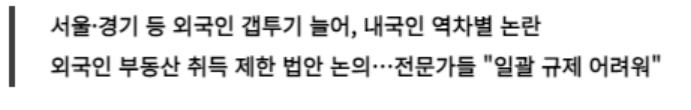 서울·경기 등 외국인 갭투기 늘어, 내국인 역차별 논란
외국인 부동산 취득 제한 법안 논의…전문가들 "일괄 규제 어려워"